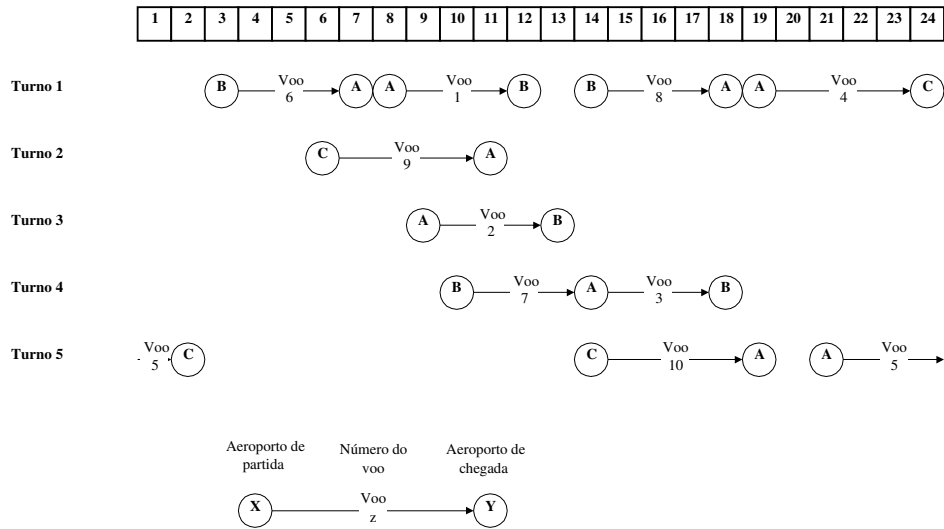 1 2 3 4 5 6 7 8 9 10 11 12 13 14 15 16 17 18 19 20 21 22 23 24
Turno 1 B Voo 6 A A Voo 1 B B Voo 8 A A Voo 4 C
Turno 2 C Voo 9 A
Turno 3 A Voo 2 B
Turno 4 B Voo 7 A Voo 3 B
Turno 5 Voo 5 C C Voo 10 A A Voo 5
Aeroporto de partida Número do voo Aeroporto de chegada
X Voo z Y